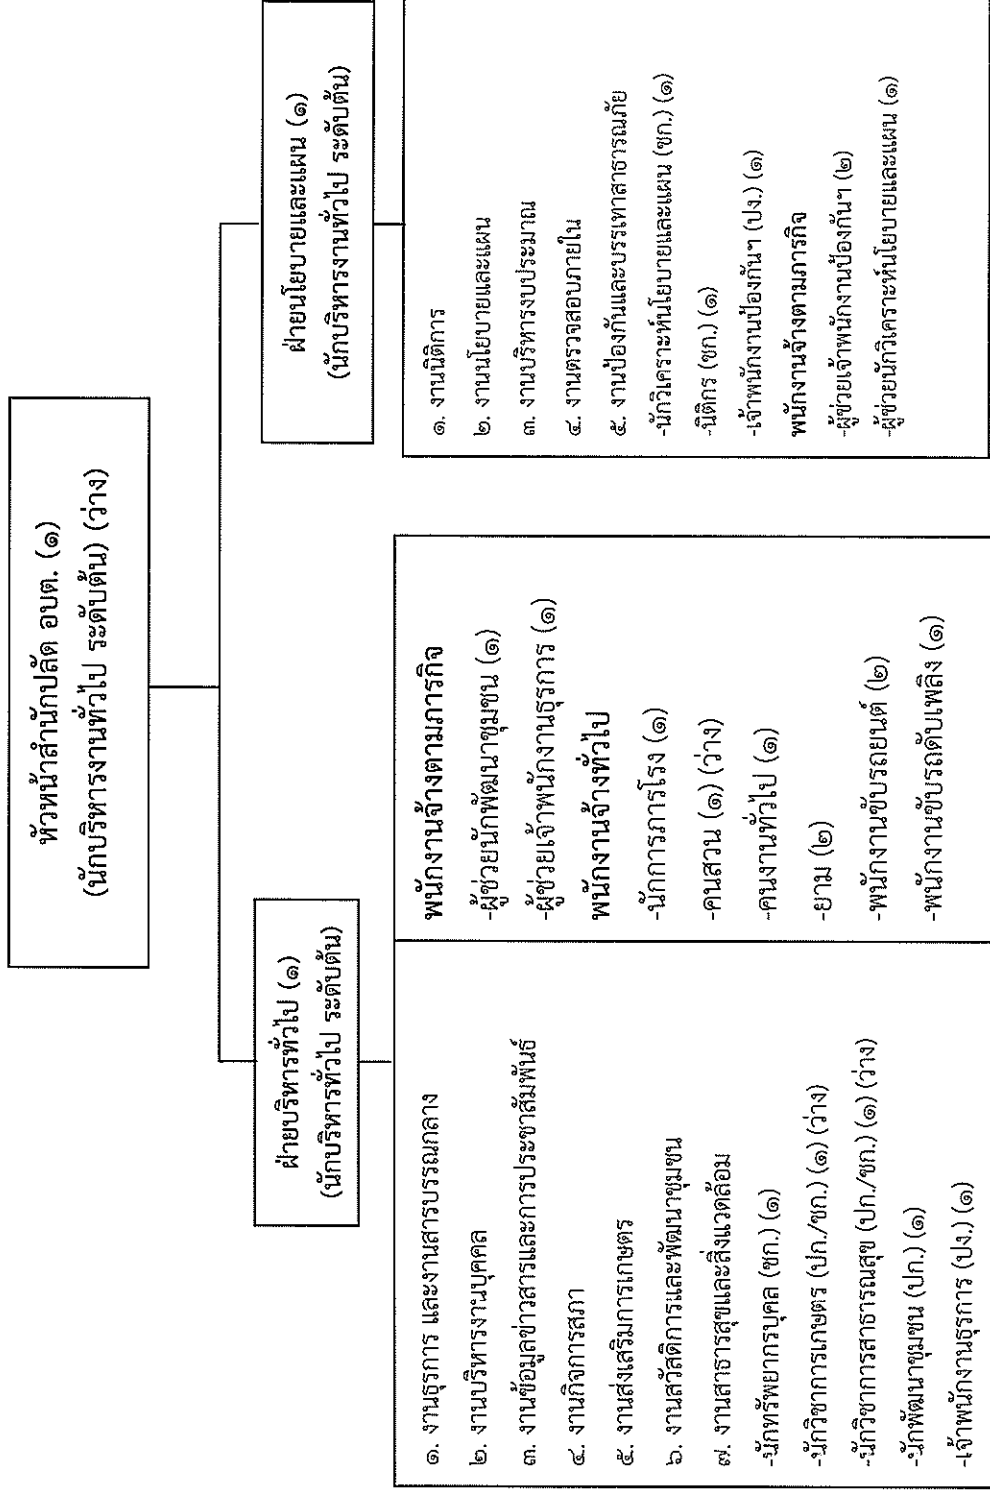 หัวหน้าสำนักปลัด อบต. (๑)
(นักบริหารงานทั่วไป ระดับต้น) (ว่าง)
ฝ่ายบริหารทั่วไป (๑)
(นักบริหารทั่วไป ระดับต้น)
๑. งานธุรการ และงานสารบรรณกลาง
๒. งานบริหารงานบุคคล
๓. งานข้อมูลข่าวสารและการประชาสัมพันธ์
๔. งานกิจการสภา
๕. งานส่งเสริมการเกษตร
๖. งานสวัสดิการและพัฒนาชุมชน
๗. งานสาธารสุขและสิ่งแวดล้อม
-นักทรัพยากรบุคล (ชก.) (๑)
-นักวิชาการเกษตร (ปก./ชก.) (๑) (ว่าง)
-นักวิชาการสาธารณสุข (ปก./ชก.) (๑) (ว่าง)
-นักพัฒนาชุมชน (ปก.) (๑)
-เจ้าพนักงานธุรการ (ปง.) (๑)
พนักงานจ้างตามภารกิจ
-ผู้ช่วยนักพัฒนาชุมชน (๑)
-ผู้ช่วยเจ้าพนักงานธุรการ (๑)
พนักงานจ้างทั่วไป
-นักการภารโรง (๑)
-คนสวน (๑) (ว่าง)
-คนงานทั่วไป (๑)
-ยาม (๒)
-พนักงานขับรถยนต์ (๒)
-พนักงานขับรถดับเพลิง (๑)
ฝ่ายนโยบายและแผน (๑)
(นักบริหารงานทั่วไป ระดับต้น)
๑. งานนิติการ
๒. งานนโยบายและแผน
๓. งานบริหารงบประมาณ
๔. งานตรวจสอบภายใน
๕. งานป้องกันและบรรเทาสาธารณภัย
-นักวิเคราะห์นโยบายและแผน (ชก.) (๑)
-นิติกร (ชก.) (๑)
-เจ้าพนักงานป้องกันฯ (ปง.) (๑)
พนักงานจ้างตามภารกิจ
-ผู้ช่วยเจ้าพนักงานป้องกันฯ (๒)
-ผู้ช่วยนักวิเคราะห์นโยบายและแผน (๑)